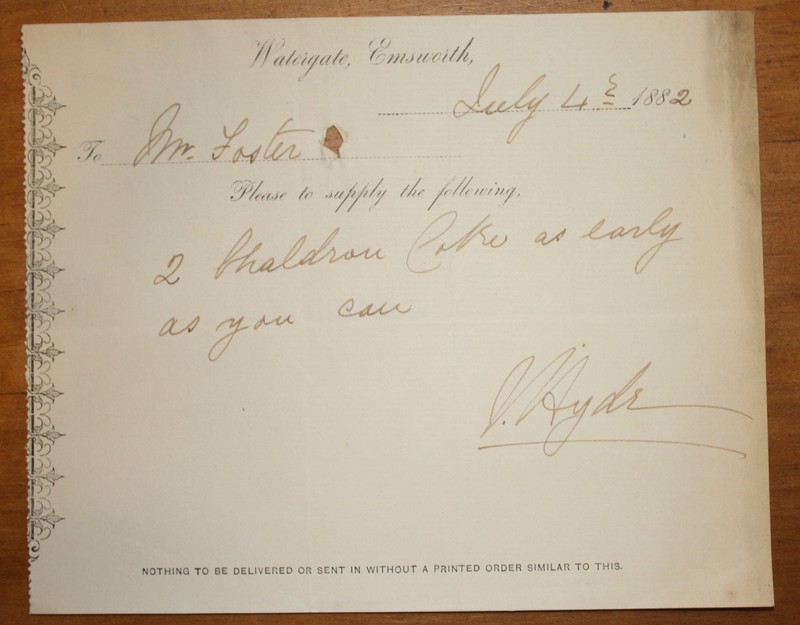 Watergate, Emsworth,
July 4th 1882
To Mr. Foster
Please to supply the following,
2 Chaldron Coke as early
as you can
J. Hyde
NOTHING TO BE DELIVERED OR SENT IN WITHOUT A PRINTED ORDER SIMILAR TO THIS.